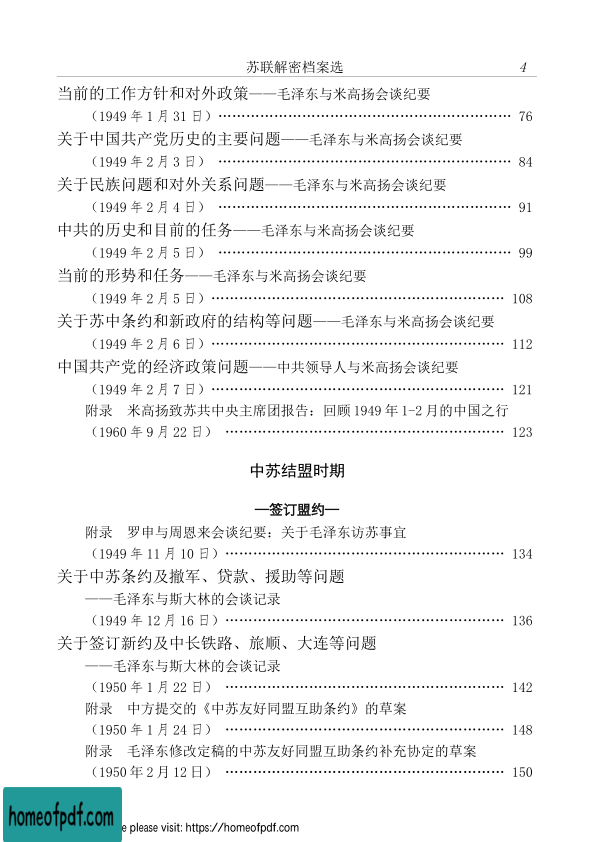 苏联解密档案选 4
当前的工作方针和对外政策——毛泽东与米高扬会谈纪要
（1949 年 1 月 31 日）…………………………………………………… 76
关于中国共产党历史的主要问题——毛泽东与米高扬会谈纪要
（1949 年 2 月 3 日） …………………………………………………… 84
关于民族问题和对外关系问题——毛泽东与米高扬会谈纪要
（1949 年 2 月 4 日） …………………………………………………… 91
中共的历史和目前的任务——毛泽东与米高扬会谈纪要
（1949 年 2 月 5 日） …………………………………………………… 99
当前的形势和任务——毛泽东与米高扬会谈纪要
（1949 年 2 月 5 日）…………………………………………………… 108
关于苏中条约和新政府的结构等问题——毛泽东与米高扬会谈纪要
（1949 年 2 月 6 日）…………………………………………………… 112
中国共产党的经济政策问题——中共领导人与米高扬会谈纪要
（1949 年 2 月 7 日）…………………………………………………… 121
附录 米高扬致苏共中央主席团报告：回顾 1949 年 1-2 月的中国之行
（1960 年 9 月 22 日） ………………………………………………… 123
中苏结盟时期
—签订盟约—
附录 罗申与周恩来会谈纪要：关于毛泽东访苏事宜
（1949 年 11 月 10 日）………………………………………………… 134
关于中苏条约及撤军、贷款、援助等问题
——毛泽东与斯大林的会谈记录
（1949 年 12 月 16 日）………………………………………………… 136
关于签订新约及中长铁路、旅顺、大连等问题
——毛泽东与斯大林的会谈记录
（1950 年 1 月 22 日） ………………………………………………… 142
附录 中方提交的《中苏友好同盟互助条约》的草案
（1950 年 1 月 24 日） ………………………………………………… 148
附录 毛泽东修改定稿的中苏友好同盟互助条约补充协定的草案
（1950 年 2 月 12 日） ………………………………………………… 150
homeofpdf.com
e please visit: https://homeofpdf.com